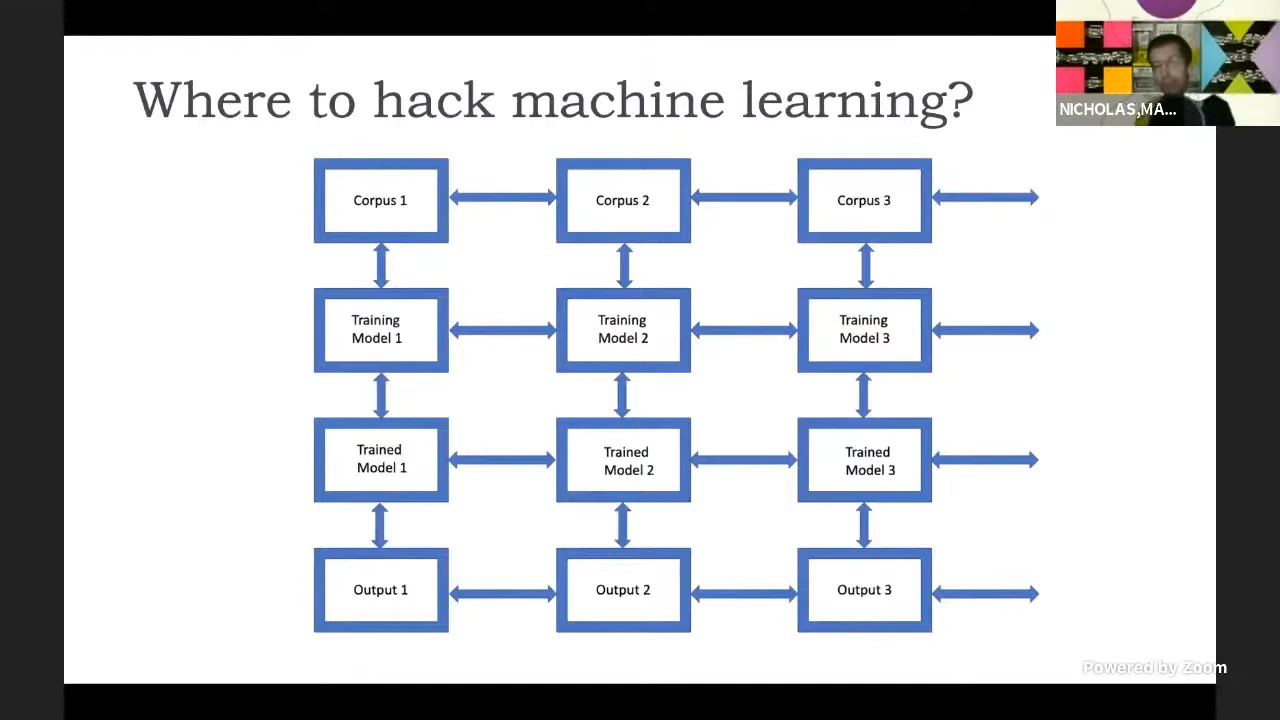 Where to hack machine learning?
NICHOLAS,MA...
Corpus 1
Corpus 2
Corpus 3
Training
Model 1
Training
Model 2
Training
Model 3
Trained
Model 1
Trained
Model 2
Trained
Model 3
Output 1
Output 2
Output 3
Powered by Zoom